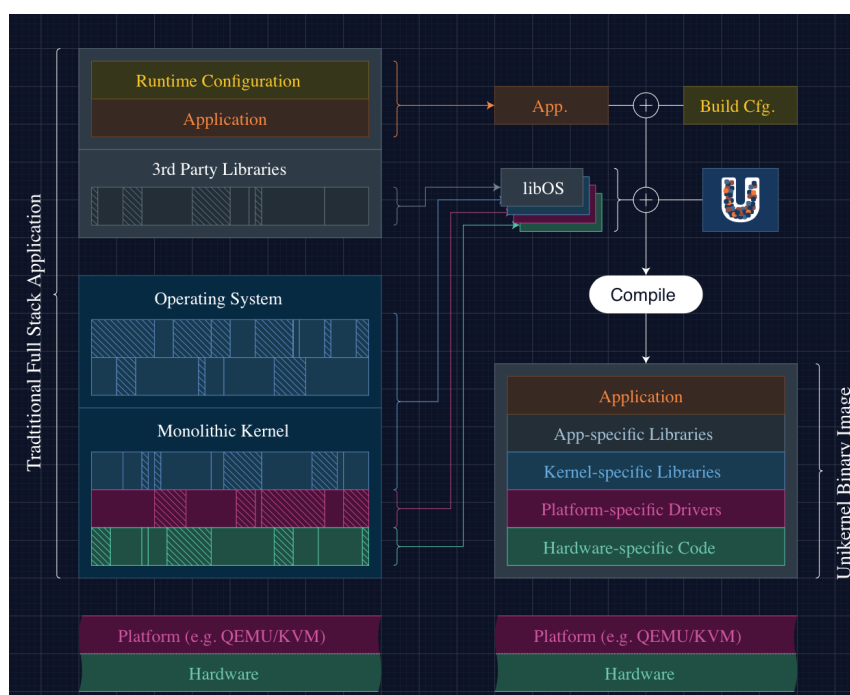 Tradtitional Full Stack Application
Runtime Configuration
Application
3rd Party Libraries
Operating System
Monolithic Kernel
Platform (e.g. QEMU/KVM)
Hardware
App.
Build Cfg.
libOS
U
Compile
Application
App-specific Libraries
Kernel-specific Libraries
Platform-specific Drivers
Hardware-specific Code
Unikernel Binary Image
Platform (e.g. QEMU/KVM)
Hardware